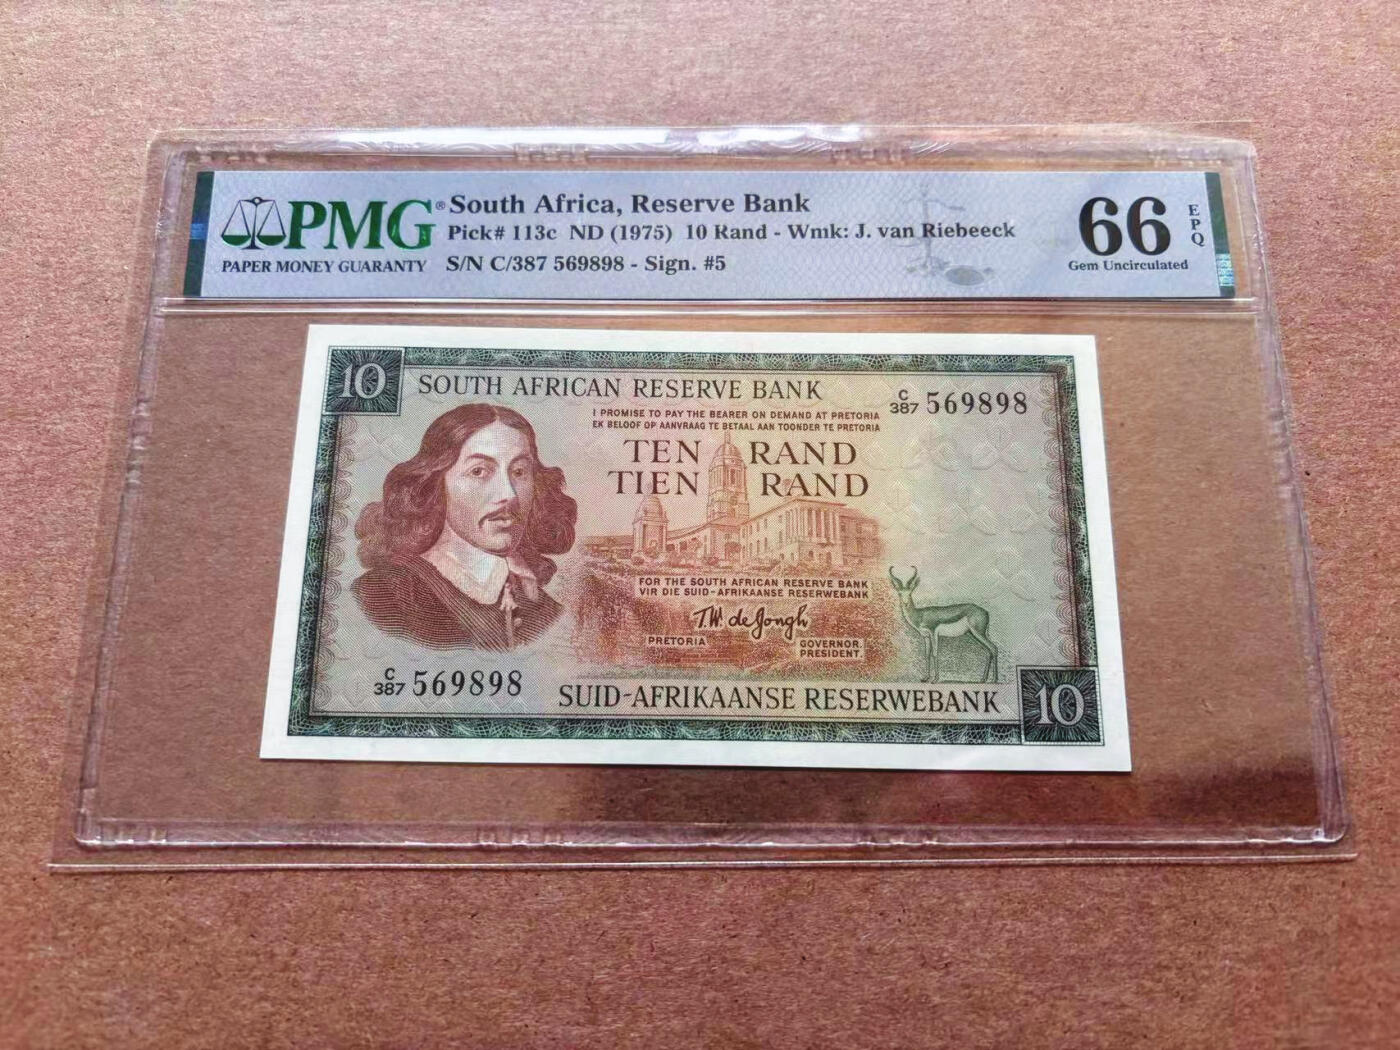 PMG® South Africa, Reserve Bank
PAPER MONEY GUARANTY
Pick# 113c ND (1975) 10 Rand - Wmk: J. van Riebeeck
S/N C/387 569898 - Sign. #5
66 EPQ
Gem Uncirculated
10
SOUTH AFRICAN RESERVE BANK
C/387 569898
I PROMISE TO PAY THE BEARER ON DEMAND AT PRETORIA
EK BELOOF OP AANVRAAG TE BETAAL AAN TOONDER TE PRETORIA
TEN RAND
TIEN RAND
FOR THE SOUTH AFRICAN RESERVE BANK
VIR DIE SUID-AFRIKAANSE RESERWEBANK
T.W. de Jongh
PRETORIA
GOVERNOR.
PRESIDENT.
C/387 569898
SUID-AFRIKAANSE RESERWEBANK
10